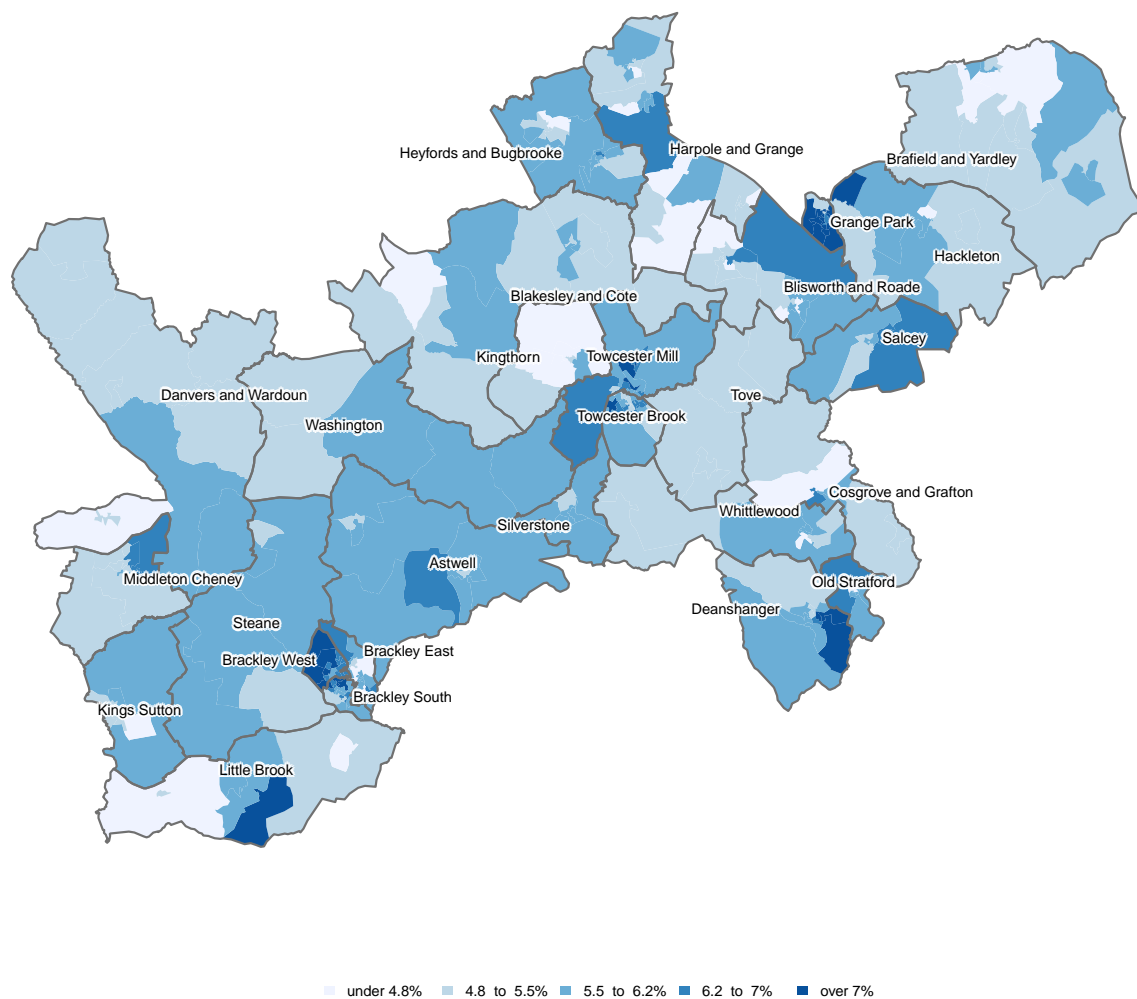 Heyfords and Bugbrooke
Harpole and Grange
Brafield and Yardley
Grange Park
Hackleton
Blisworth and Roade
Blakesley and Cote
Salcey
Kingthorn
Towcester Mill
Danvers and Wardoun
Tove
Towcester Brook
Washington
Cosgrove and Grafton
Whittlewood
Silverstone
Astwell
Middleton Cheney
Old Stratford
Deanshanger
Steane
Brackley East
Brackley West
Brackley South
Kings Sutton
Little Brook
under 4.8% 4.8 to 5.5% 5.5 to 6.2% 6.2 to 7% over 7%